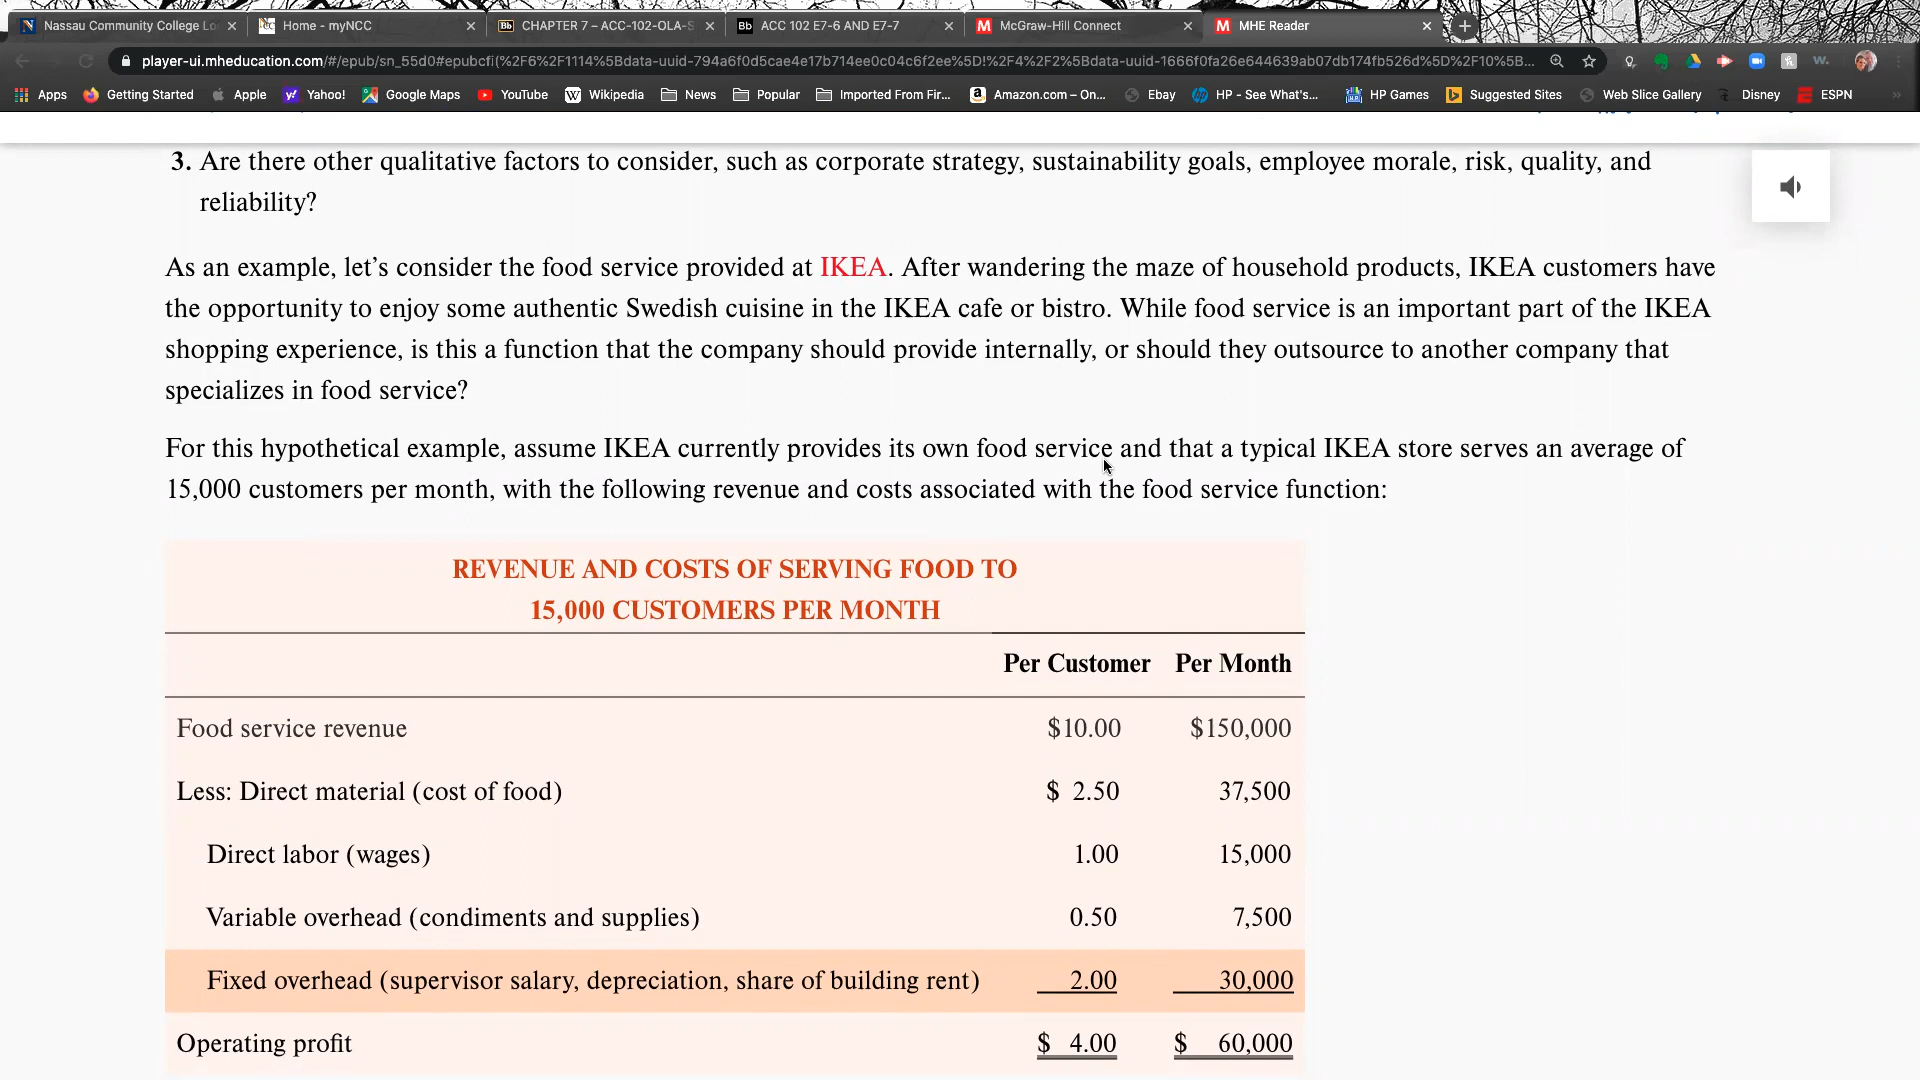 Nassau Community College Lo
Home - myNCC
CHAPTER 7 – ACC-102-OLA-S
ACC 102 E7-6 AND E7-7
McGraw-Hill Connect
MHE Reader
player-ui.mheducation.com/#/epub/sn_55d0#epubcfi(%2F6%2F1114%5Bdata-uuid-794a6f0d5cae4e17b714ee0c04c6f2ee%5D!%2F4%2F2%5Bdata-uuid-1666f0fa26e644639ab07db174fb526d%5D%2F10%5B...
Apps Getting Started Apple Yahoo! Google Maps YouTube Wikipedia News Popular Imported From Fir... Amazon.com – On... Ebay HP - See What's... HP Games Suggested Sites Web Slice Gallery Disney ESPN
3. Are there other qualitative factors to consider, such as corporate strategy, sustainability goals, employee morale, risk, quality, and
reliability?
As an example, let’s consider the food service provided at IKEA. After wandering the maze of household products, IKEA customers have
the opportunity to enjoy some authentic Swedish cuisine in the IKEA cafe or bistro. While food service is an important part of the IKEA
shopping experience, is this a function that the company should provide internally, or should they outsource to another company that
specializes in food service?
For this hypothetical example, assume IKEA currently provides its own food service and that a typical IKEA store serves an average of
15,000 customers per month, with the following revenue and costs associated with the food service function:
REVENUE AND COSTS OF SERVING FOOD TO
15,000 CUSTOMERS PER MONTH
Per Customer Per Month
Food service revenue $10.00 $150,000
Less: Direct material (cost of food) $ 2.50 37,500
Direct labor (wages) 1.00 15,000
Variable overhead (condiments and supplies) 0.50 7,500
Fixed overhead (supervisor salary, depreciation, share of building rent) 2.00 30,000
Operating profit $ 4.00 $ 60,000